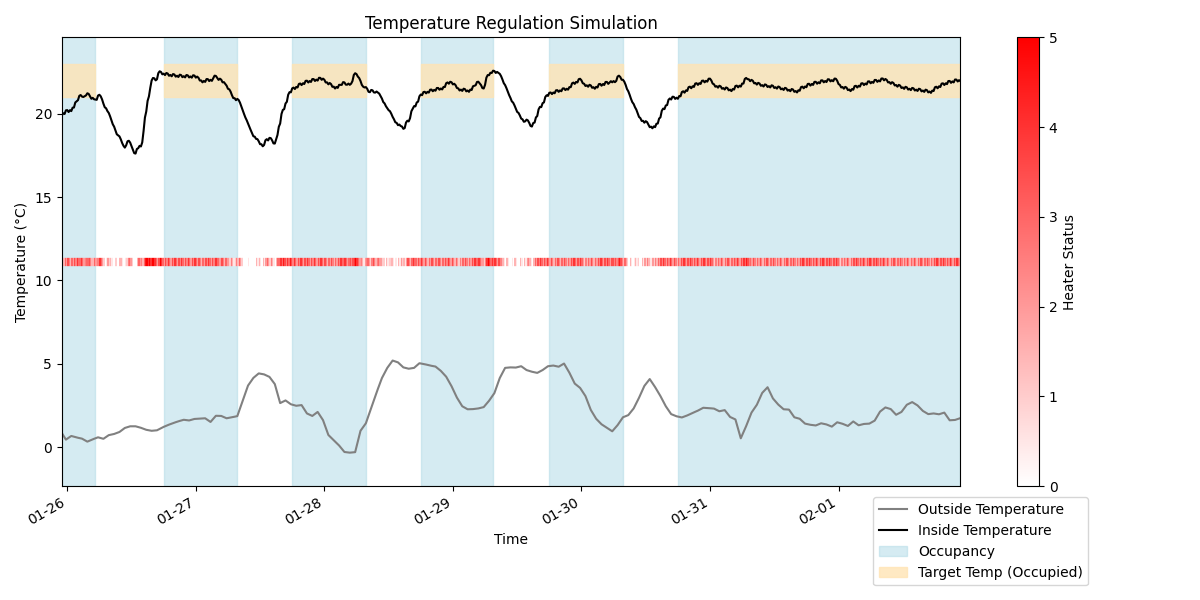 Temperature Regulation Simulation
Temperature (°C)
20
15
10
5
0
01-26
01-27
01-28
01-29
01-30
01-31
02-01
Time
5
4
3
2
1
0
Heater Status
Outside Temperature
Inside Temperature
Occupancy
Target Temp (Occupied)